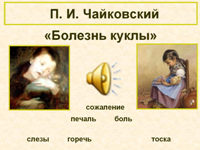 П. И. Чайковский
«Болезнь куклы»
сожаление
печаль боль
слезы горечь тоска